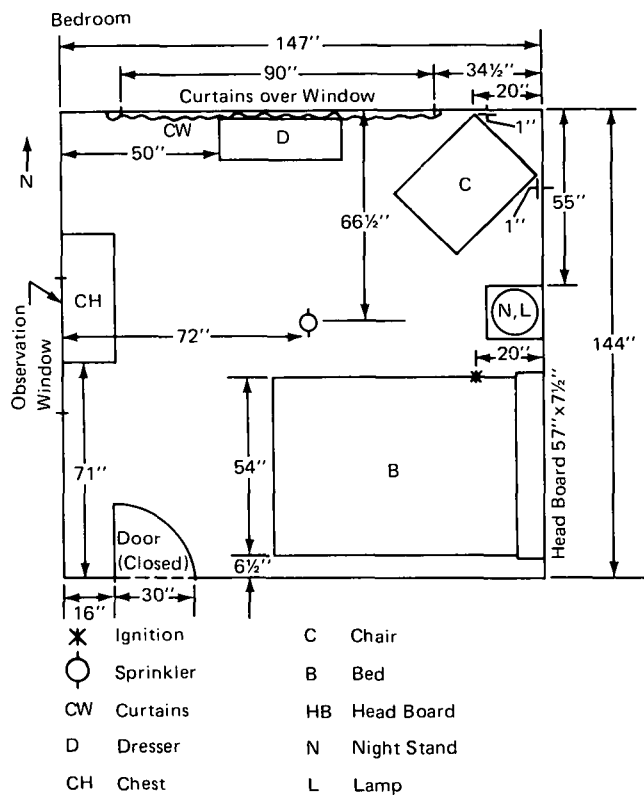 Bedroom
147''
90''
34½''
20''
Curtains over Window
CW
D
1''
50''
N
C
66½''
55''
1''
CH
N,L
72''
20''
144''
Observation
Window
Head Board 57''x7½''
71''
54''
B
Door
(Closed)
6½''
30''
16''
Ignition
C Chair
Sprinkler
B Bed
CW Curtains
HB Head Board
D Dresser
N Night Stand
CH Chest
L Lamp